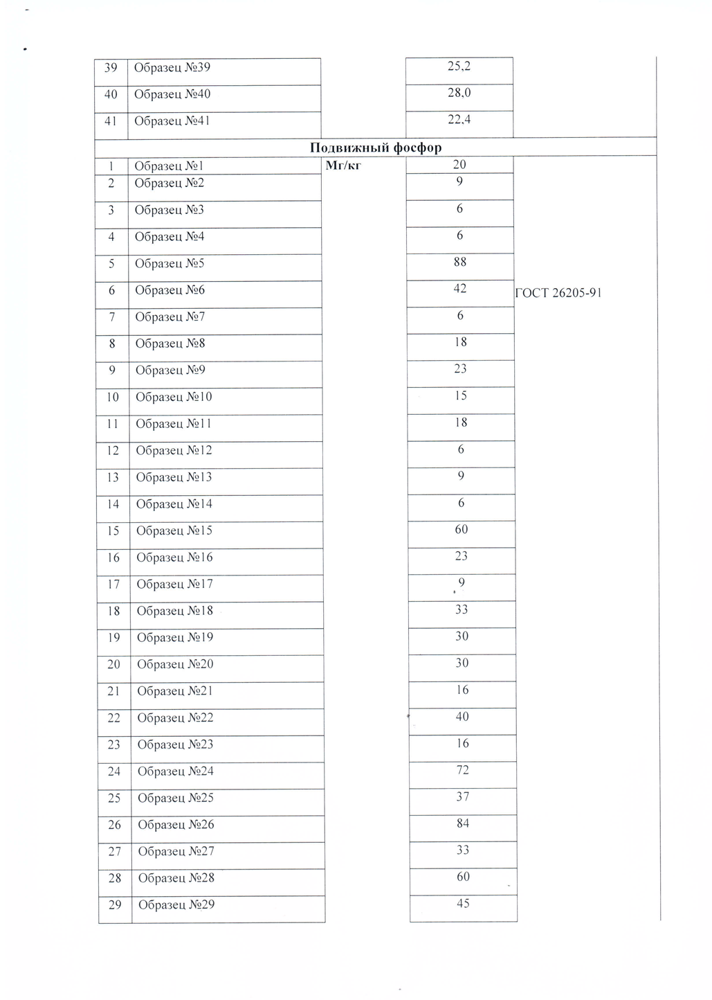 39 Образец №39 25,2
40 Образец №40 28,0
41 Образец №41 22,4
Подвижный фосфор
1 Образец №1 Мг/кг 20
2 Образец №2 9
3 Образец №3 6
4 Образец №4 6
5 Образец №5 88
6 Образец №6 42 ГОСТ 26205-91
7 Образец №7 6
8 Образец №8 18
9 Образец №9 23
10 Образец №10 15
11 Образец №11 18
12 Образец №12 6
13 Образец №13 9
14 Образец №14 6
15 Образец №15 60
16 Образец №16 23
17 Образец №17 9
18 Образец №18 33
19 Образец №19 30
20 Образец №20 30
21 Образец №21 16
22 Образец №22 40
23 Образец №23 16
24 Образец №24 72
25 Образец №25 37
26 Образец №26 84
27 Образец №27 33
28 Образец №28 60
29 Образец №29 45